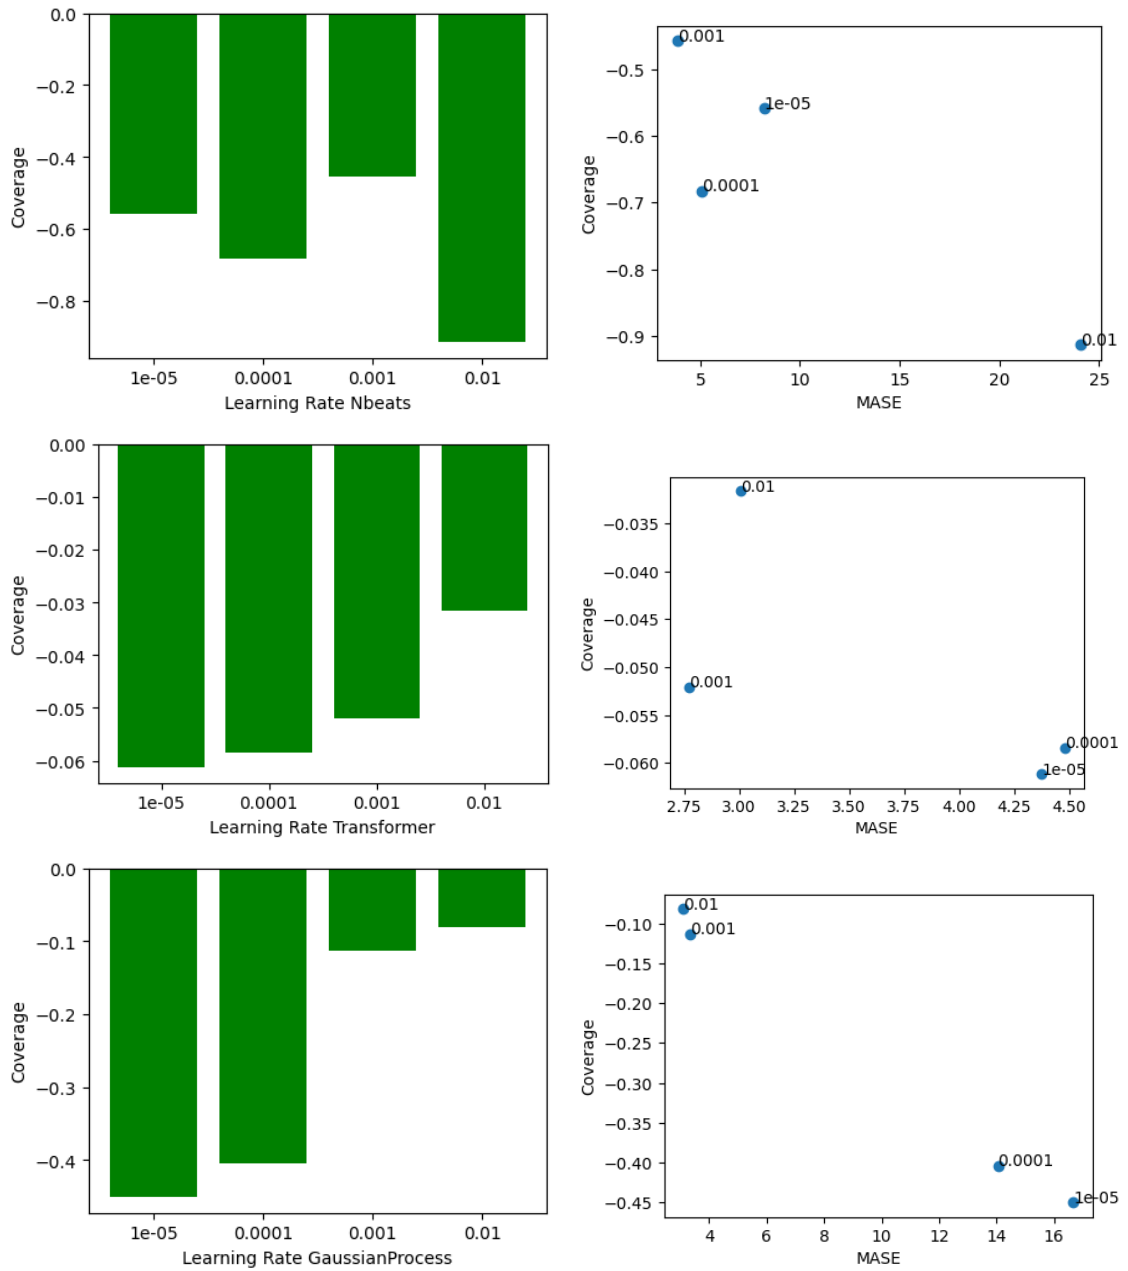 0.0
−0.2
−0.4
−0.6
−0.8
Coverage
1e-05 0.0001 0.001 0.01
Learning Rate Nbeats
−0.5
−0.6
−0.7
−0.8
−0.9
Coverage
0.001
1e-05
0.0001
0.01
5 10 15 20 25
MASE
0.00
−0.01
−0.02
−0.03
−0.04
−0.05
−0.06
Coverage
1e-05 0.0001 0.001 0.01
Learning Rate Transformer
−0.035
−0.040
−0.045
−0.050
−0.055
−0.060
Coverage
0.01
0.001
0.0001
1e-05
2.75 3.00 3.25 3.50 3.75 4.00 4.25 4.50
MASE
0.0
−0.1
−0.2
−0.3
−0.4
Coverage
1e-05 0.0001 0.001 0.01
Learning Rate GaussianProcess
−0.10
−0.15
−0.20
−0.25
−0.30
−0.35
−0.40
−0.45
Coverage
0.01
0.001
0.0001
1e-05
4 6 8 10 12 14 16
MASE